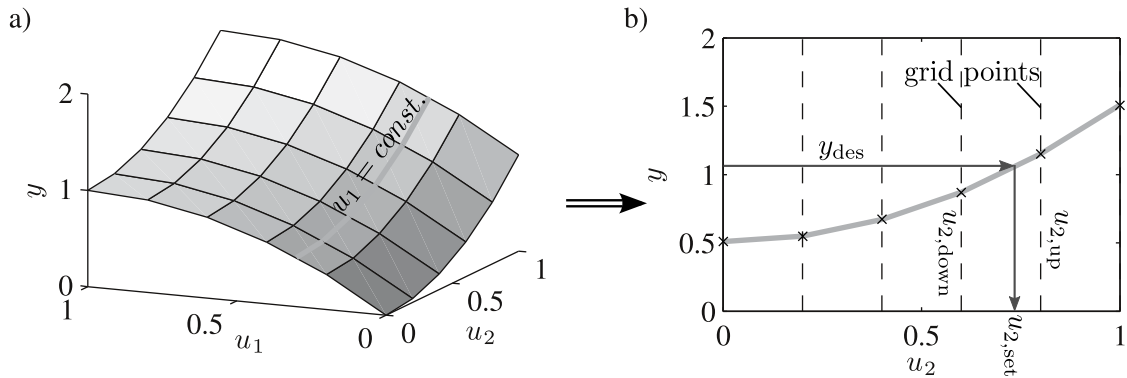 a)
2
1
0
y
1
0.5
0
u1
0
0.5
1
u2
u1 = const.
b)
2
1.5
1
0.5
0
y
grid points
ydes
u2,down
u2,up
u2,set
0
0.5
1
u2